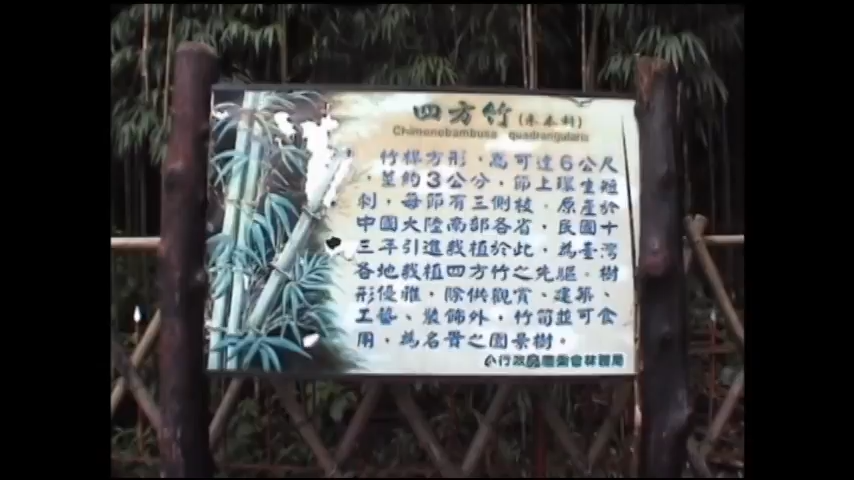 四方竹(禾本科)
Chimonobambusa quadrangularis
竹桿方形,高可達6公尺
,莖約3公分,節上環生短
刺,每節有三側枝。原產於
中國大陸南部各省,民國十
三年引進栽植於此,為臺灣
各地栽植四方竹之先驅。樹
形優雅,除供觀賞、建築、
工藝、裝飾外,竹筍並可食
用,為名貴之園景樹。
行政院農委會林務局